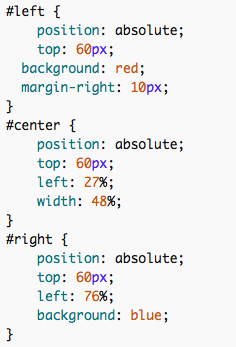 #left {
    position: absolute;
    top: 60px;
  background: red;
  margin-right: 10px;
}
#center {
    position: absolute;
    top: 60px;
    left: 27%;
    width: 48%;
}
#right {
    position: absolute;
    top: 60px;
    left: 76%;
    background: blue;
}